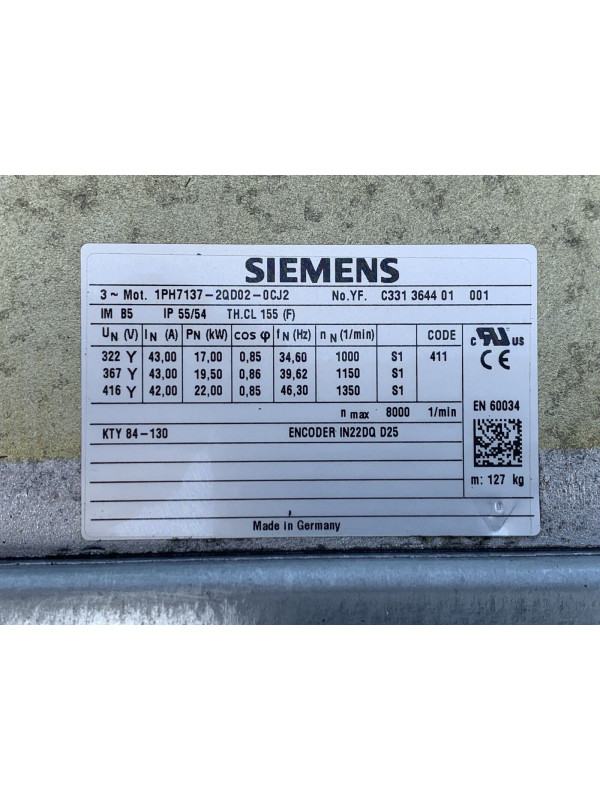 SIEMENS
3 ~ Mot. 1PH7137-2QD02-0CJ2 No.YF. C331 3644 01 001
IM B5 IP 55/54 TH.CL 155 (F)
UN (V) IN (A) PN (kW) cos φ fN (Hz) nN (1/min) CODE
322 Y 43,00 17,00 0,85 34,60 1000 S1 411
367 Y 43,00 19,50 0,86 39,62 1150 S1
416 Y 42,00 22,00 0,85 46,30 1350 S1
c RU us
CE
n max 8000 1/min
EN 60034
KTY 84-130 ENCODER IN22DQ D25
m: 127 kg
Made in Germany